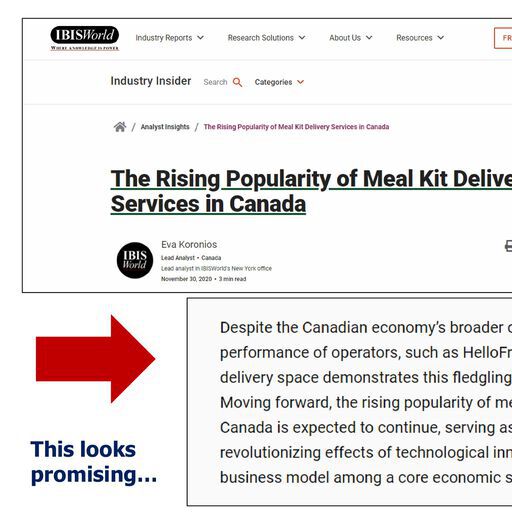 IBISWorld
WHERE KNOWLEDGE IS POWER
Industry Reports
Research Solutions
About Us
Resources
FR
Industry Insider
Search
Categories
/ Analyst Insights / The Rising Popularity of Meal Kit Delivery Services in Canada
The Rising Popularity of Meal Kit Delive
Services in Canada
IBIS
World
Eva Koronios
Lead Analyst • Canada
Lead analyst in IBISWorld's New York office
November 30, 2020 • 3 min read
Despite the Canadian economy's broader
performance of operators, such as HelloFr
delivery space demonstrates this fledgling
Moving forward, the rising popularity of me
Canada is expected to continue, serving as
revolutionizing effects of technological inn
business model among a core economic s
This looks
promising...